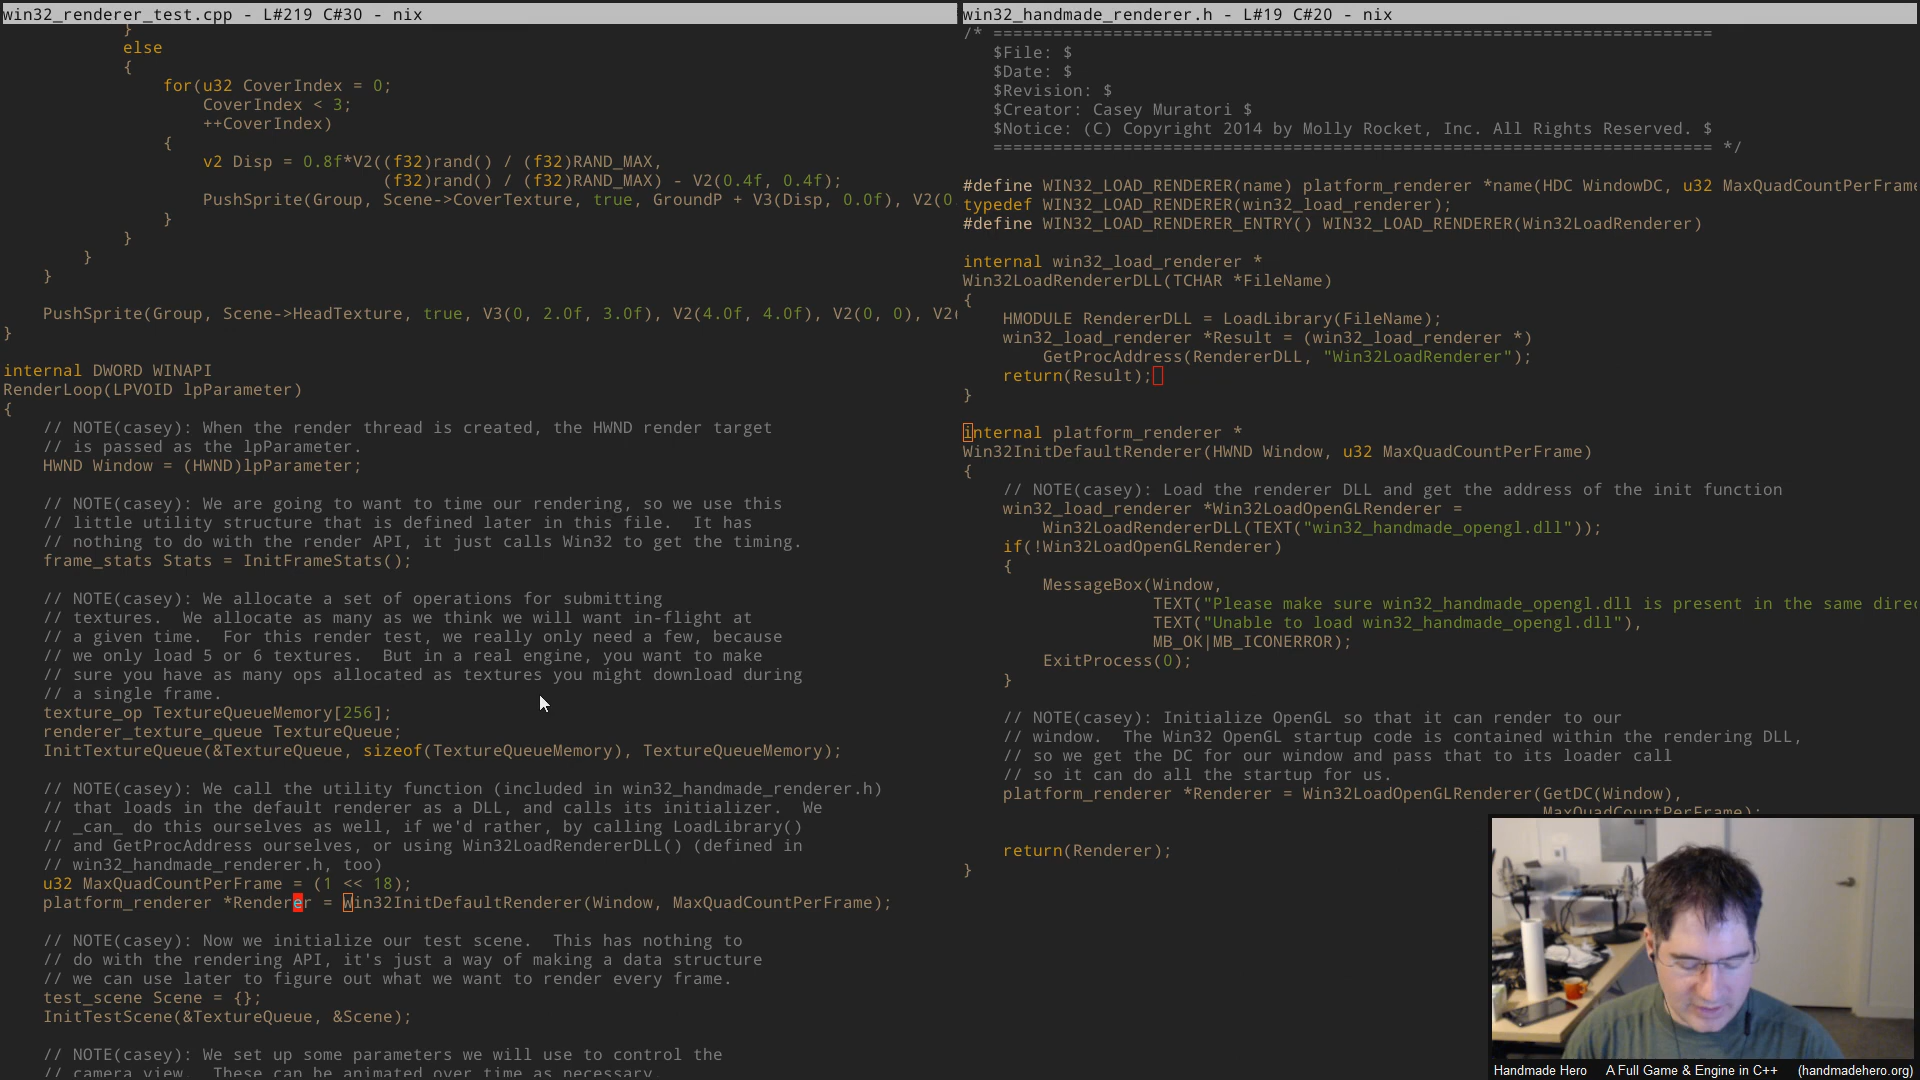 win32_renderer_test.cpp - L#219 C#30 - nix
}
else
{
for(u32 CoverIndex = 0;
CoverIndex < 3;
++CoverIndex)
{
v2 Disp = 0.8f*V2((f32)rand() / (f32)RAND_MAX,
(f32)rand() / (f32)RAND_MAX) - V2(0.4f, 0.4f);
PushSprite(Group, Scene->CoverTexture, true, GroundP + V3(Disp, 0.0f), V2(0.
}
}
}
}
PushSprite(Group, Scene->HeadTexture, true, V3(0, 2.0f, 3.0f), V2(4.0f, 4.0f), V2(0, 0), V2(
}
internal DWORD WINAPI
RenderLoop(LPVOID lpParameter)
{
// NOTE(casey): When the render thread is created, the HWND render target
// is passed as the lpParameter.
HWND Window = (HWND)lpParameter;
// NOTE(casey): We are going to want to time our rendering, so we use this
// little utility structure that is defined later in this file.  It has
// nothing to do with the render API, it just calls Win32 to get the timing.
frame_stats Stats = InitFrameStats();
// NOTE(casey): We allocate a set of operations for submitting
// textures.  We allocate as many as we think we will want in-flight at
// a given time.  For this render test, we really only need a few, because
// we only load 5 or 6 textures.  But in a real engine, you want to make
// sure you have as many ops allocated as textures you might download during
// a single frame.
texture_op TextureQueueMemory[256];
renderer_texture_queue TextureQueue;
InitTextureQueue(&TextureQueue, sizeof(TextureQueueMemory), TextureQueueMemory);
// NOTE(casey): We call the utility function (included in win32_handmade_renderer.h)
// that loads in the default renderer as a DLL, and calls its initializer.  We
// _can_ do this ourselves as well, if we'd rather, by calling LoadLibrary()
// and GetProcAddress ourselves, or using Win32LoadRendererDLL() (defined in
// win32_handmade_renderer.h, too)
u32 MaxQuadCountPerFrame = (1 << 18);
platform_renderer *Renderer = Win32InitDefaultRenderer(Window, MaxQuadCountPerFrame);
// NOTE(casey): Now we initialize our test scene.  This has nothing to
// do with the rendering API, it's just a way of making a data structure
// we can use later to figure out what we want to render every frame.
test_scene Scene = {};
InitTestScene(&TextureQueue, &Scene);
// NOTE(casey): We set up some parameters we will use to control the
// camera view.  These can be animated over time as necessary.
win32_handmade_renderer.h - L#19 C#20 - nix
/* ========================================================================
$File: $
$Date: $
$Revision: $
$Creator: Casey Muratori $
$Notice: (C) Copyright 2014 by Molly Rocket, Inc. All Rights Reserved. $
======================================================================== */
#define WIN32_LOAD_RENDERER(name) platform_renderer *name(HDC WindowDC, u32 MaxQuadCountPerFrame
typedef WIN32_LOAD_RENDERER(win32_load_renderer);
#define WIN32_LOAD_RENDERER_ENTRY() WIN32_LOAD_RENDERER(Win32LoadRenderer)
internal win32_load_renderer *
Win32LoadRendererDLL(TCHAR *FileName)
{
HMODULE RendererDLL = LoadLibrary(FileName);
win32_load_renderer *Result = (win32_load_renderer *)
GetProcAddress(RendererDLL, "Win32LoadRenderer");
return(Result);
}
internal platform_renderer *
Win32InitDefaultRenderer(HWND Window, u32 MaxQuadCountPerFrame)
{
// NOTE(casey): Load the renderer DLL and get the address of the init function
win32_load_renderer *Win32LoadOpenGLRenderer =
Win32LoadRendererDLL(TEXT("win32_handmade_opengl.dll"));
if(!Win32LoadOpenGLRenderer)
{
MessageBox(Window,
TEXT("Please make sure win32_handmade_opengl.dll is present in the same direc
TEXT("Unable to load win32_handmade_opengl.dll"),
MB_OK|MB_ICONERROR);
ExitProcess(0);
}
// NOTE(casey): Initialize OpenGL so that it can render to our
// window.  The Win32 OpenGL startup code is contained within the rendering DLL,
// so we get the DC for our window and pass that to its loader call
// so it can do all the startup for us.
platform_renderer *Renderer = Win32LoadOpenGLRenderer(GetDC(Window),
MaxQuadCountPerFrame);
return(Renderer);
}
Handmade Hero A Full Game & Engine in C++ (handmadehero.org)